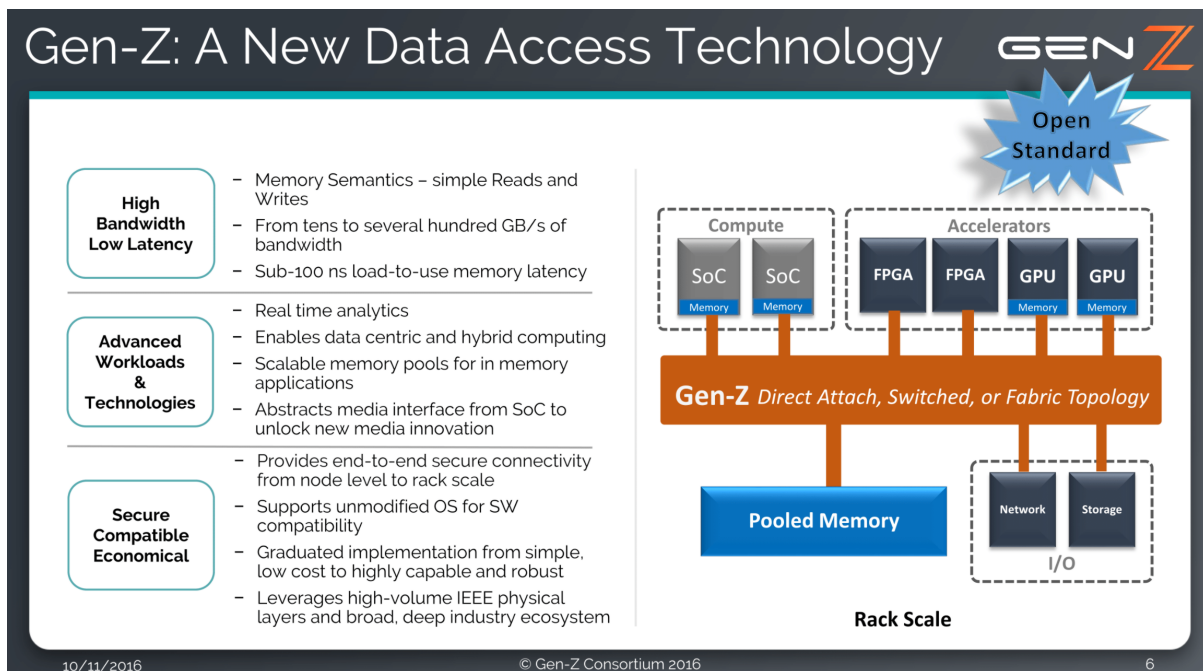 Gen-Z: A New Data Access Technology
GEN Z
Open
Standard
High
Bandwidth
Low Latency
– Memory Semantics – simple Reads and
Writes
– From tens to several hundred GB/s of
bandwidth
– Sub-100 ns load-to-use memory latency
Advanced
Workloads
&
Technologies
– Real time analytics
– Enables data centric and hybrid computing
– Scalable memory pools for in memory
applications
– Abstracts media interface from SoC to
unlock new media innovation
Secure
Compatible
Economical
– Provides end-to-end secure connectivity
from node level to rack scale
– Supports unmodified OS for SW
compatibility
– Graduated implementation from simple,
low cost to highly capable and robust
– Leverages high-volume IEEE physical
layers and broad, deep industry ecosystem
Compute
SoC
Memory
SoC
Memory
Accelerators
FPGA
FPGA
GPU
Memory
GPU
Memory
Gen-Z Direct Attach, Switched, or Fabric Topology
Pooled Memory
Network
Storage
I/O
Rack Scale
10/11/2016
© Gen-Z Consortium 2016
6